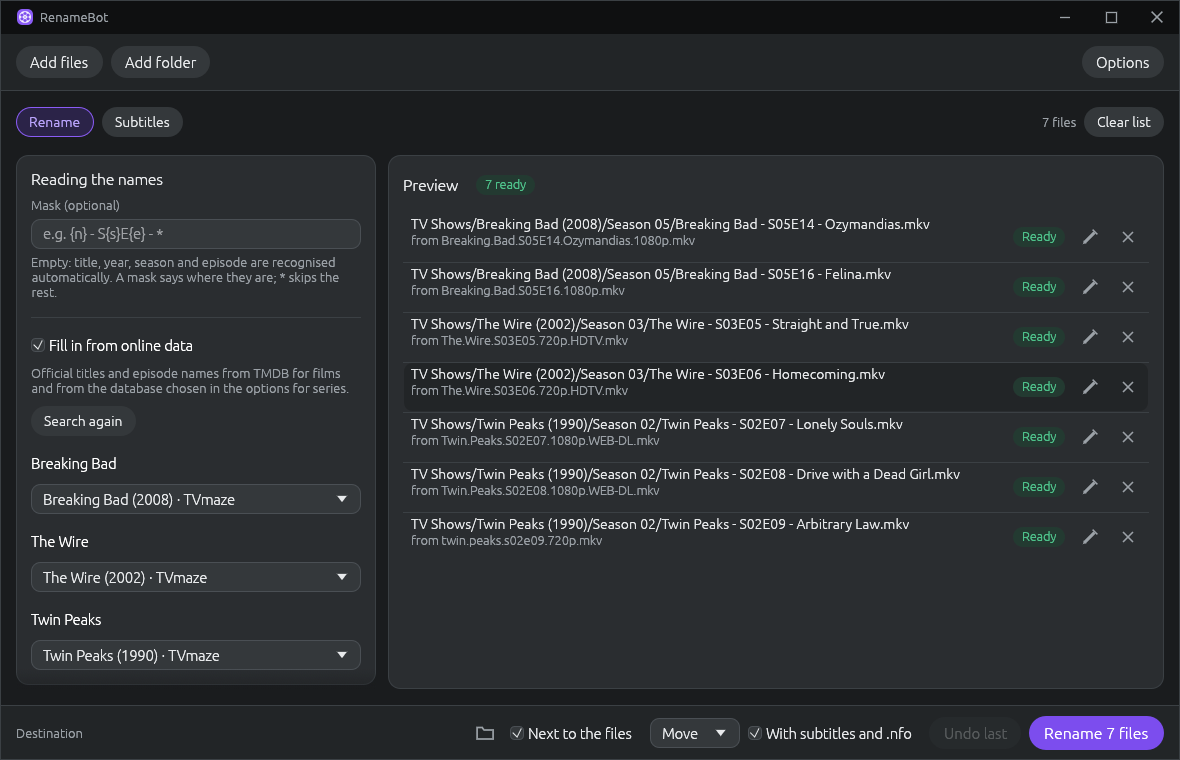 RenameBot
Add files
Add folder
Options
Rename
Subtitles
7 files
Clear list
Reading the names
Mask (optional)
e.g. {n} - S{s}E{e} - *
Empty: title, year, season and episode are recognised
automatically. A mask says where they are; * skips the
rest.
Fill in from online data
Official titles and episode names from TMDB for films
and from the database chosen in the options for series.
Search again
Breaking Bad
Breaking Bad (2008) · TVmaze
The Wire
The Wire (2002) · TVmaze
Twin Peaks
Twin Peaks (1990) · TVmaze
Preview
7 ready
TV Shows/Breaking Bad (2008)/Season 05/Breaking Bad - S05E14 - Ozymandias.mkv
from Breaking.Bad.S05E14.Ozymandias.1080p.mkv
Ready
TV Shows/Breaking Bad (2008)/Season 05/Breaking Bad - S05E16 - Felina.mkv
from Breaking.Bad.S05E16.1080p.mkv
Ready
TV Shows/The Wire (2002)/Season 03/The Wire - S03E05 - Straight and True.mkv
from The.Wire.S03E05.720p.HDTV.mkv
Ready
TV Shows/The Wire (2002)/Season 03/The Wire - S03E06 - Homecoming.mkv
from The.Wire.S03E06.720p.HDTV.mkv
Ready
TV Shows/Twin Peaks (1990)/Season 02/Twin Peaks - S02E07 - Lonely Souls.mkv
from Twin.Peaks.S02E07.1080p.WEB-DL.mkv
Ready
TV Shows/Twin Peaks (1990)/Season 02/Twin Peaks - S02E08 - Drive with a Dead Girl.mkv
from Twin.Peaks.S02E08.1080p.WEB-DL.mkv
Ready
TV Shows/Twin Peaks (1990)/Season 02/Twin Peaks - S02E09 - Arbitrary Law.mkv
from twin.peaks.s02e09.720p.mkv
Ready
Destination
Next to the files
Move
With subtitles and .nfo
Undo last
Rename 7 files